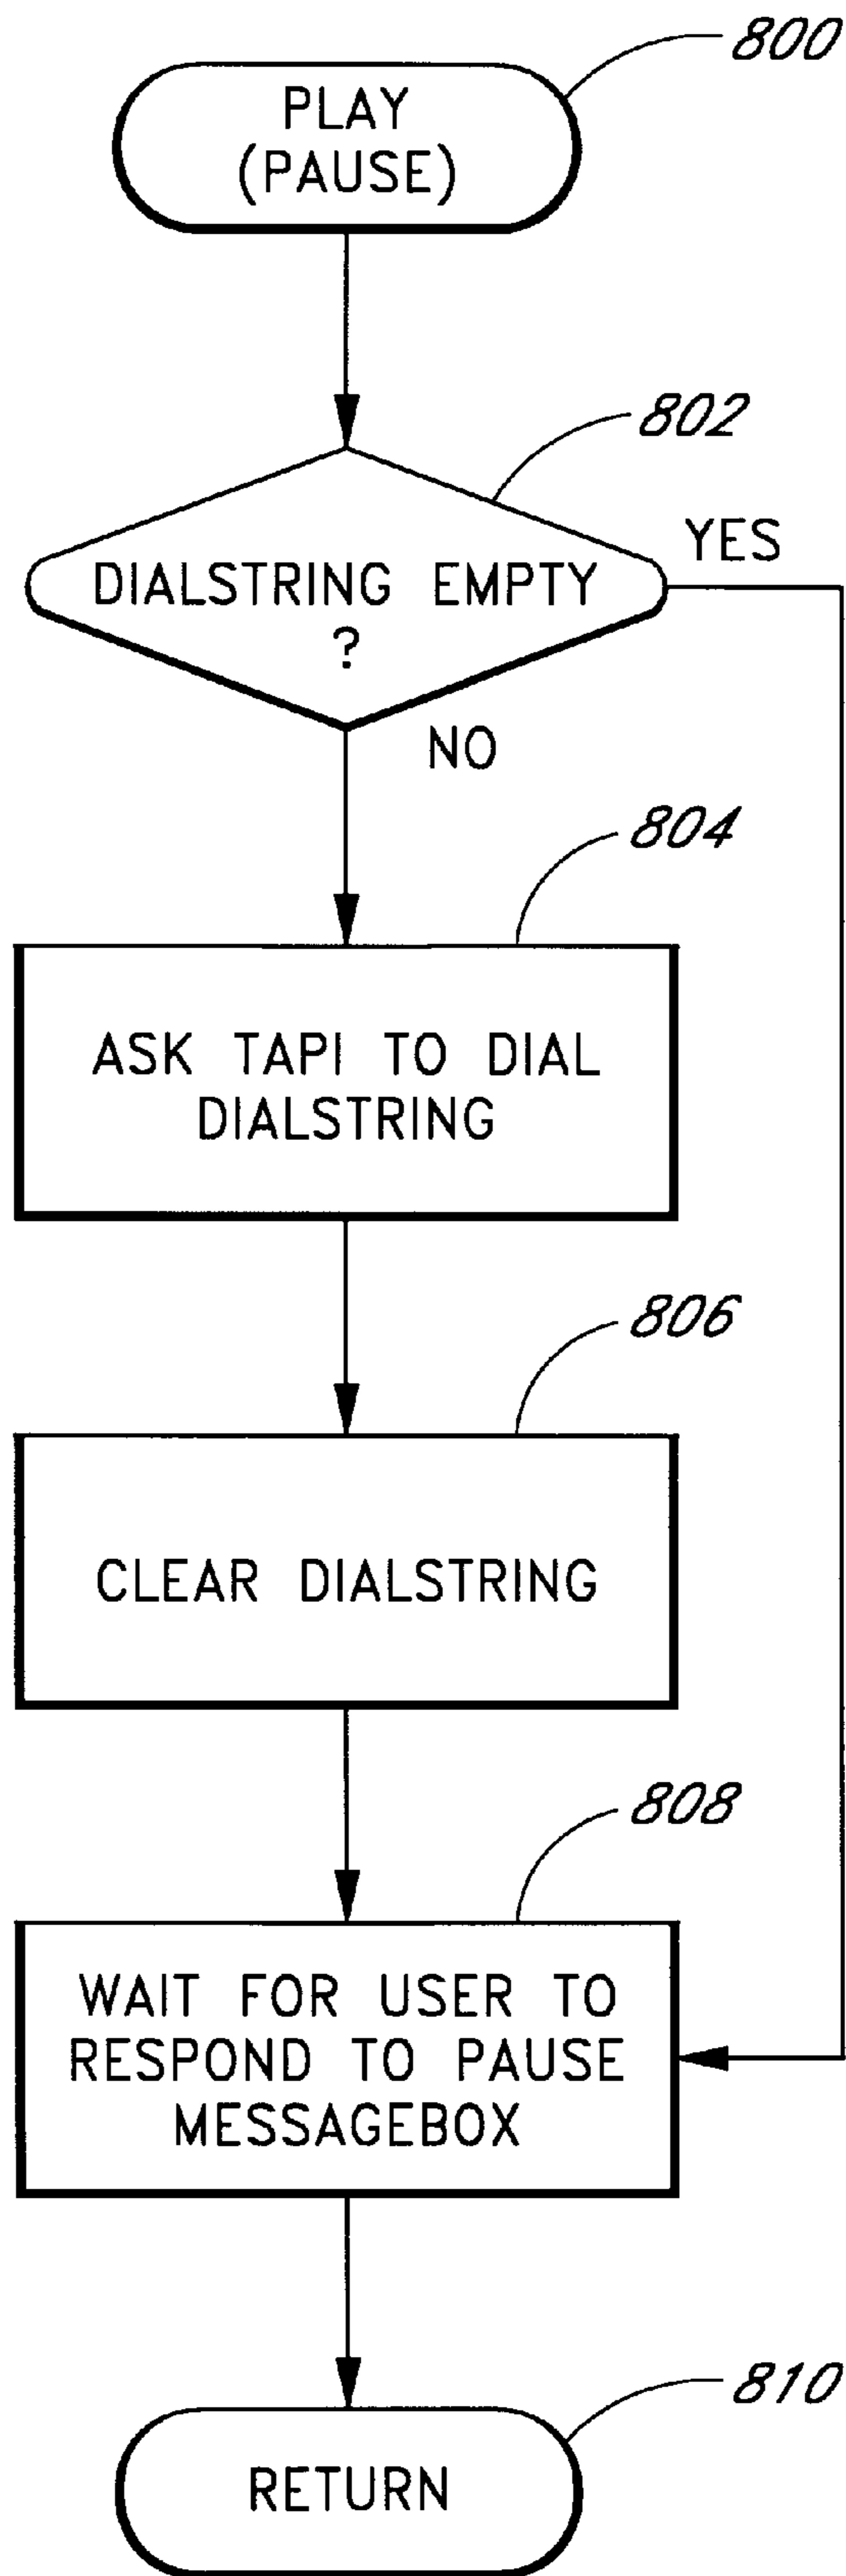 800
PLAY
(PAUSE)
802
YES
DIALSTRING EMPTY
?
NO
804
ASK TAPI TO DIAL
DIALSTRING
806
CLEAR DIALSTRING
808
WAIT FOR USER TO
RESPOND TO PAUSE
MESSAGEBOX
810
RETURN